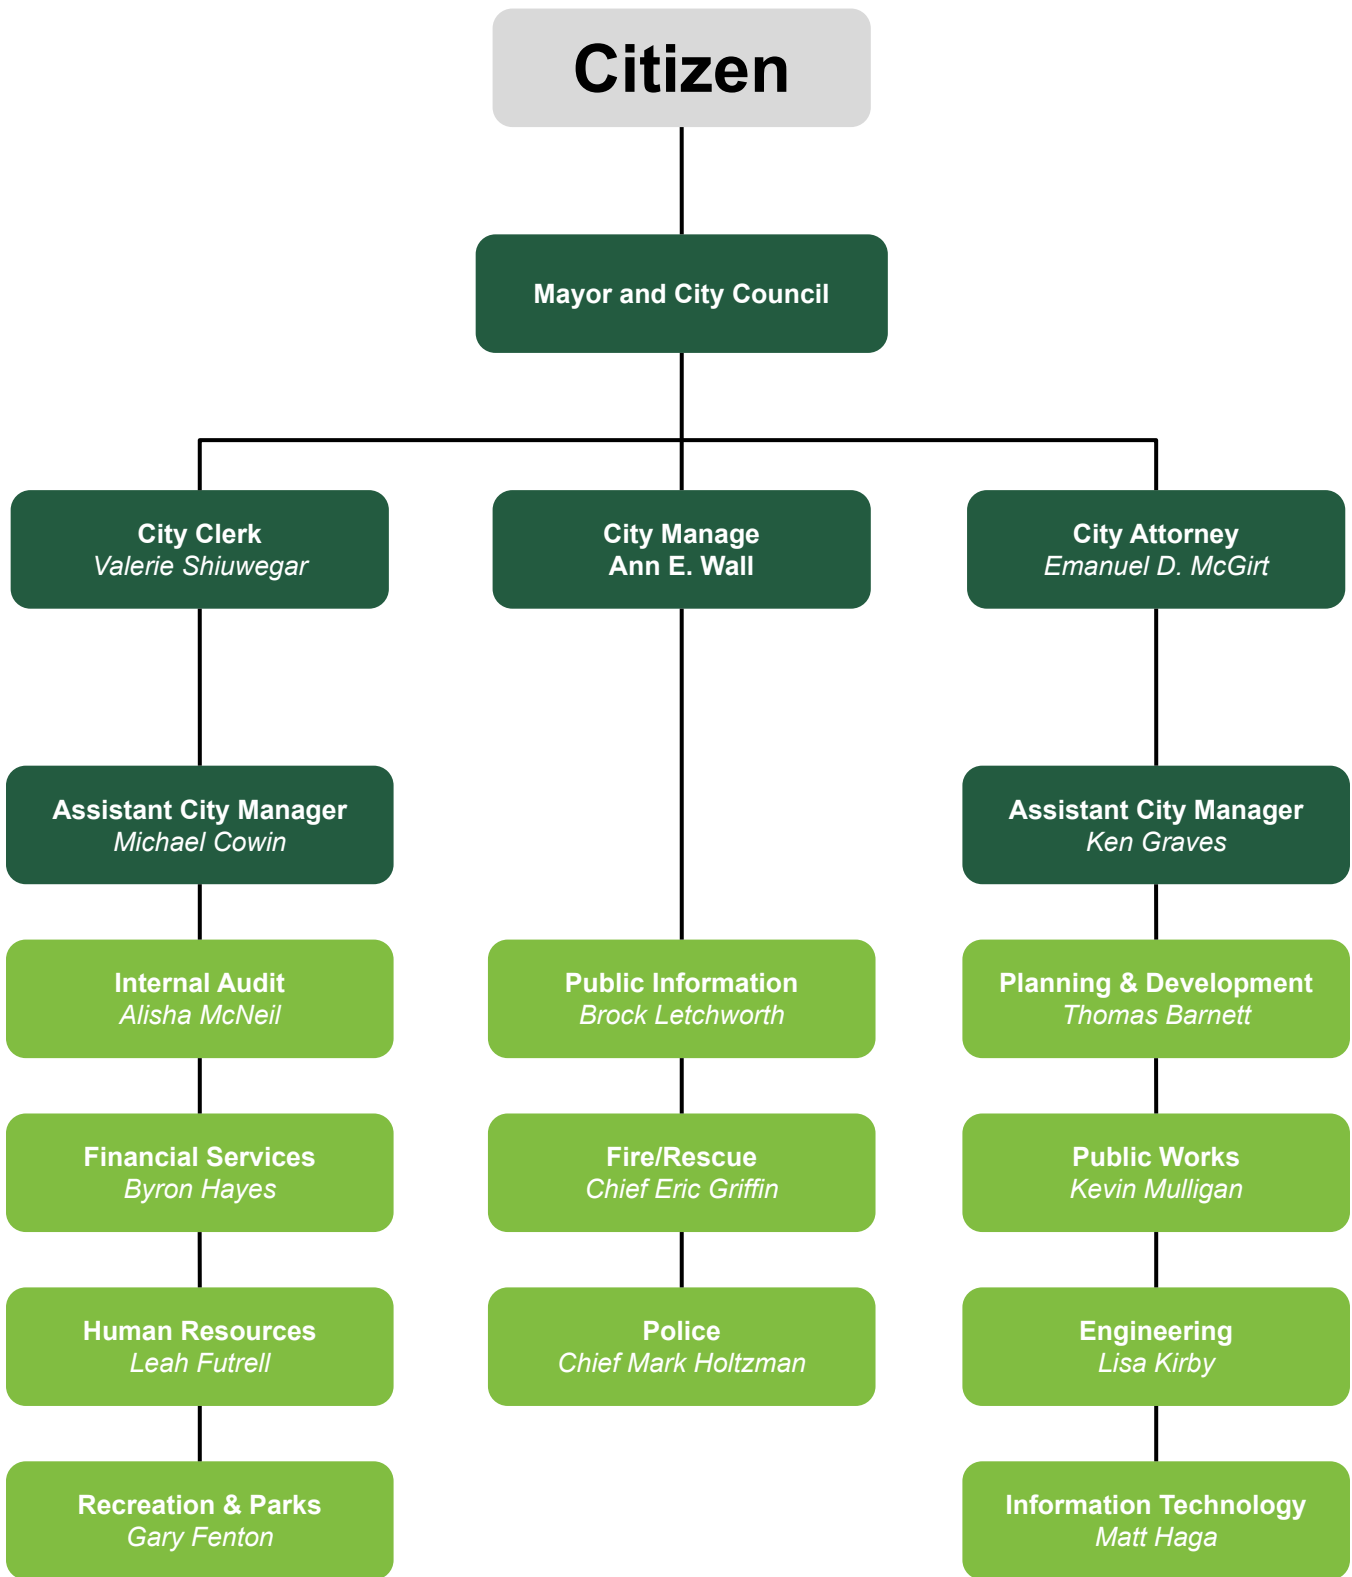 Citizen
Mayor and City Council
City Clerk
Valerie Shiuwegar
City Manage
Ann E. Wall
City Attorney
Emanuel D. McGirt
Assistant City Manager
Michael Cowin
Assistant City Manager
Ken Graves
Internal Audit
Alisha McNeil
Public Information
Brock Letchworth
Planning & Development
Thomas Barnett
Financial Services
Byron Hayes
Fire/Rescue
Chief Eric Griffin
Public Works
Kevin Mulligan
Human Resources
Leah Futrell
Police
Chief Mark Holtzman
Engineering
Lisa Kirby
Recreation & Parks
Gary Fenton
Information Technology
Matt Haga